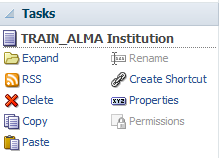 Tasks
TRAIN_ALMA Institution
Expand Rename
RSS Create Shortcut
Delete Properties
Copy Permissions
Paste